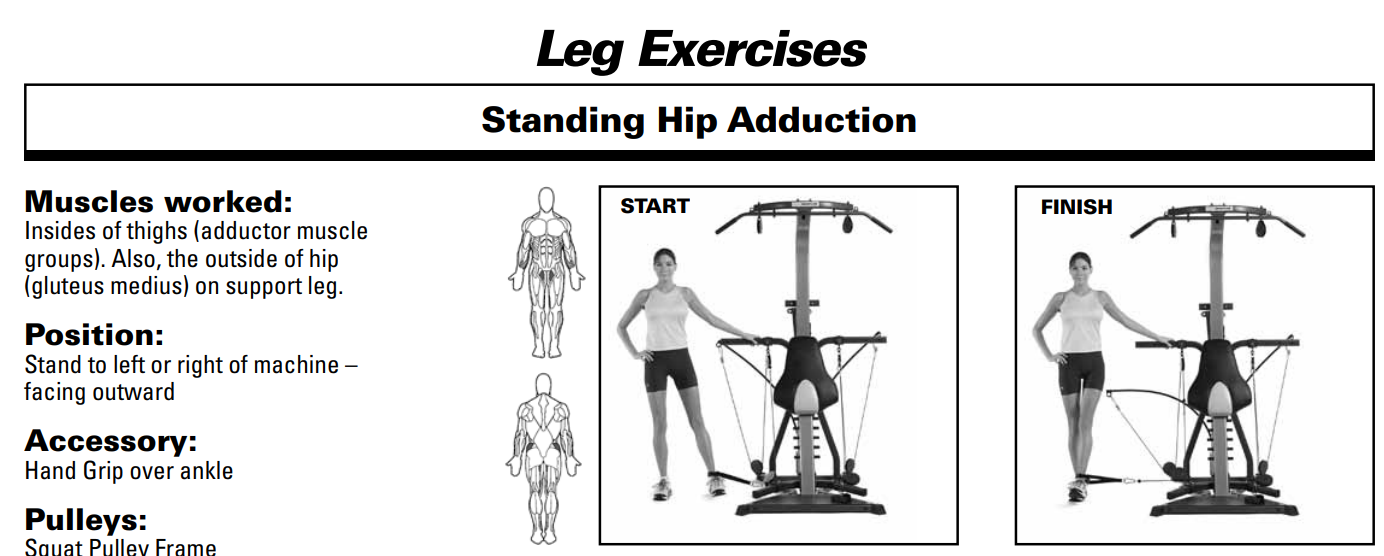 Leg Exercises
Standing Hip Adduction
Muscles worked:
Insides of thighs (adductor muscle
groups). Also, the outside of hip
(gluteus medius) on support leg.
Position:
Stand to left or right of machine –
facing outward
Accessory:
Hand Grip over ankle
Pulleys:
Squat Pulley Frame
START
FINISH